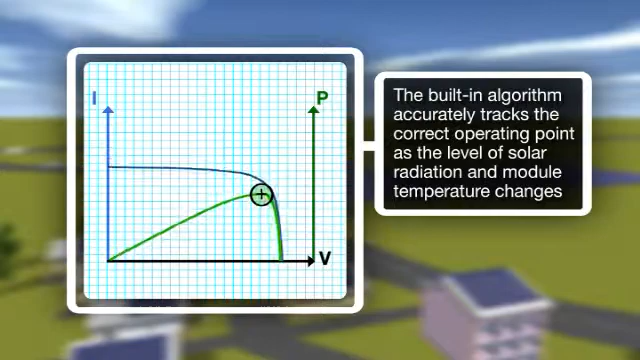 I
P
V
The built-in algorithm
accurately tracks the
correct operating point
as the level of solar
radiation and module
temperature changes